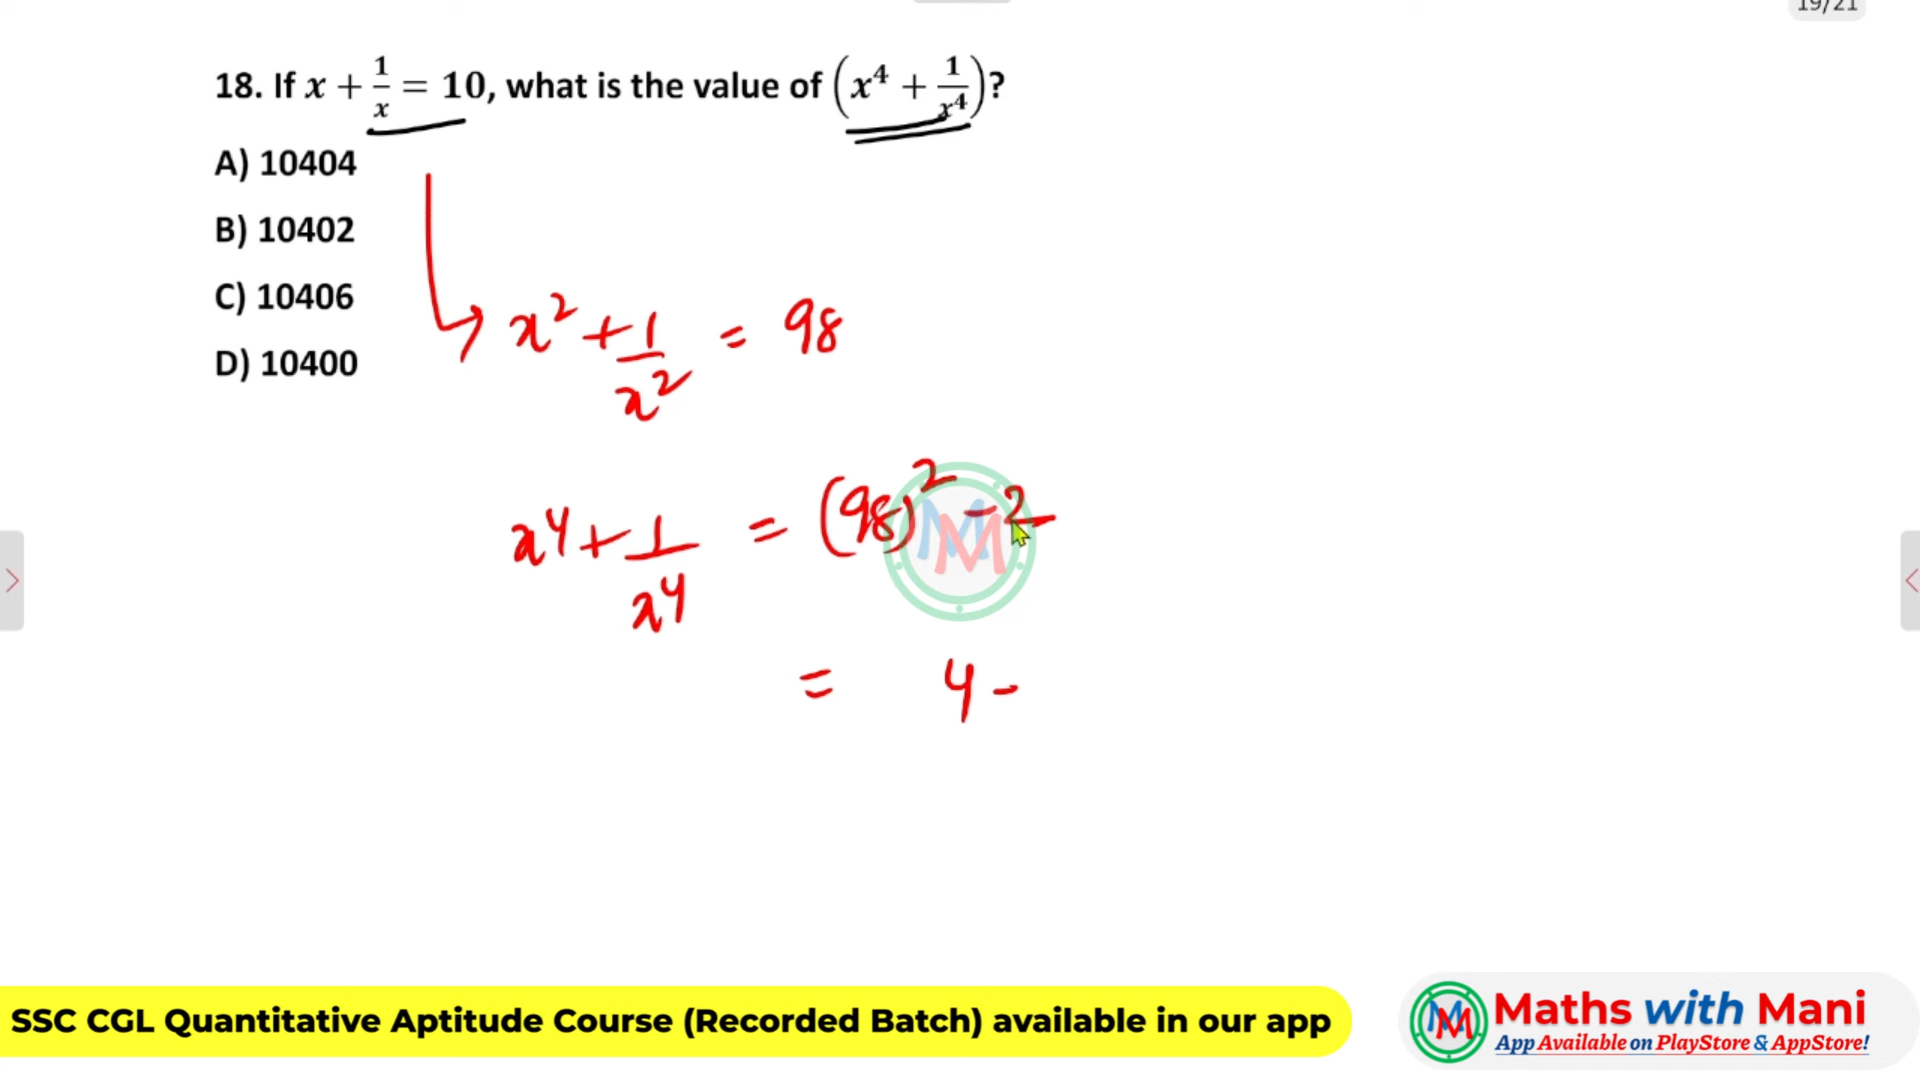 19/21
18. If x + 1/x = 10, what is the value of (x⁴ + 1/x⁴)?
A) 10404
B) 10402
C) 10406
D) 10400
x² + 1/x² = 98
x⁴ + 1/x⁴ = (98)² - 2
= 4 -
MM
SSC CGL Quantitative Aptitude Course (Recorded Batch) available in our app
MM
Maths with Mani
App Available on PlayStore & AppStore!